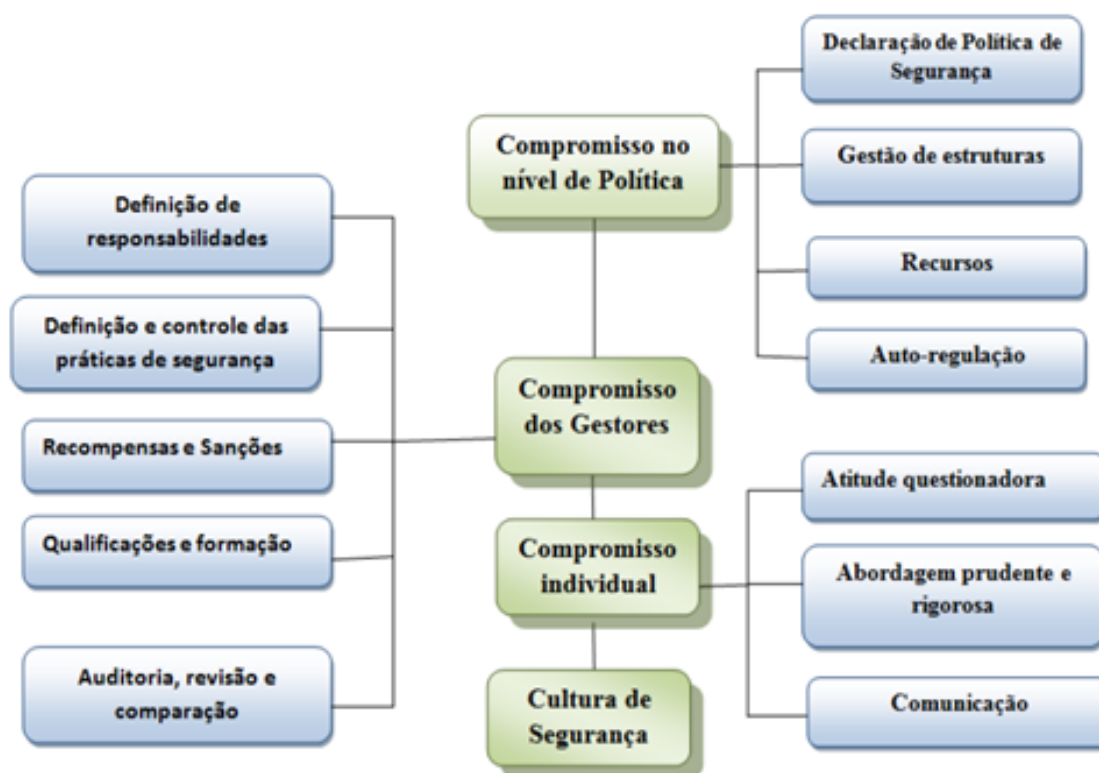 Declaração de Política de
Segurança
Compromisso no
nível de Política
Gestão de estruturas
Recursos
Auto-regulação
Definição de
responsabilidades
Definição e controle das
práticas de segurança
Recompensas e Sanções
Qualificações e formação
Auditoria, revisão e
comparação
Compromisso
dos Gestores
Compromisso
individual
Atitude questionadora
Abordagem prudente e
rigorosa
Comunicação
Cultura de
Segurança